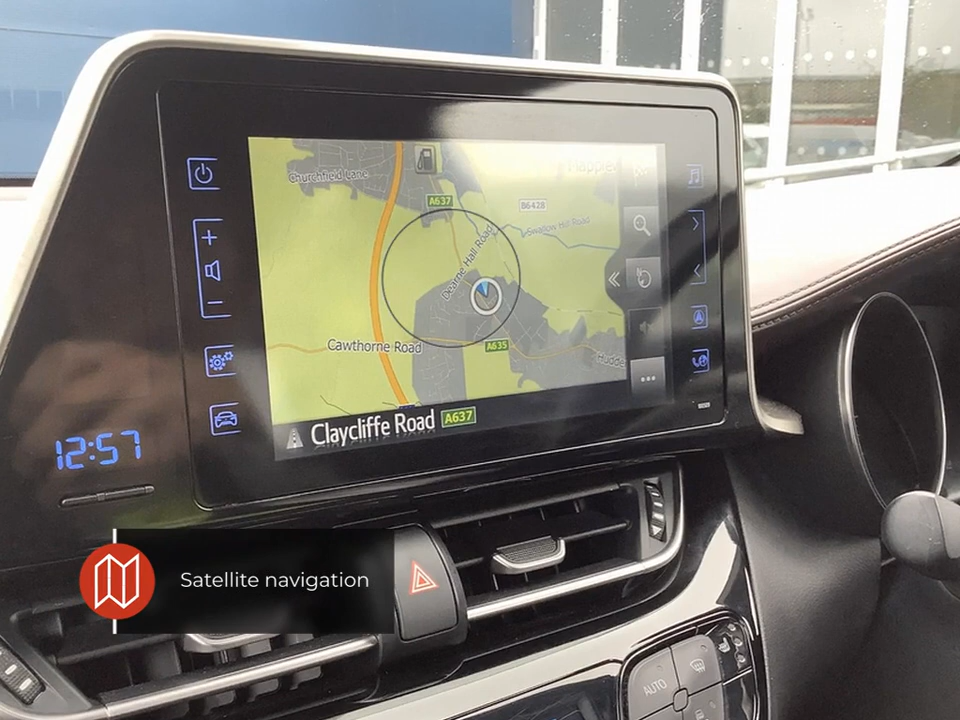 Churchfield Lane
A637
B6428
Swallow Hill Road
Dearne Hall Road
Cawthorne Road
A635
Hudde
Claycliffe Road A637
12:57
Satellite navigation
AUTO